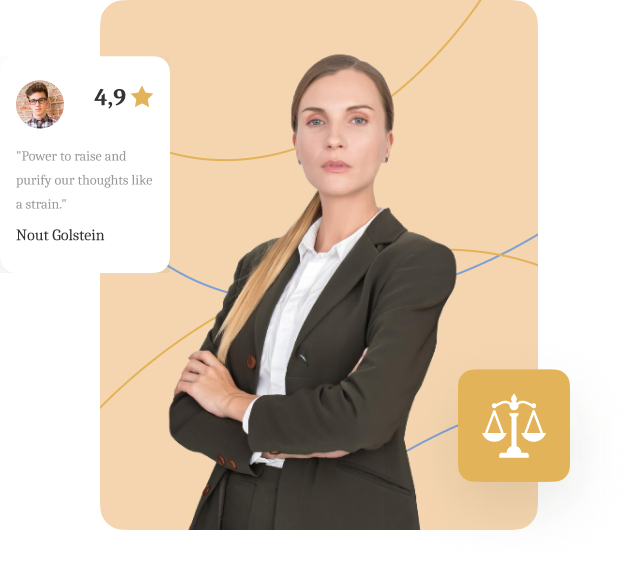 4,9
"Power to raise and
purify our thoughts like
a strain."
Nout Golstein